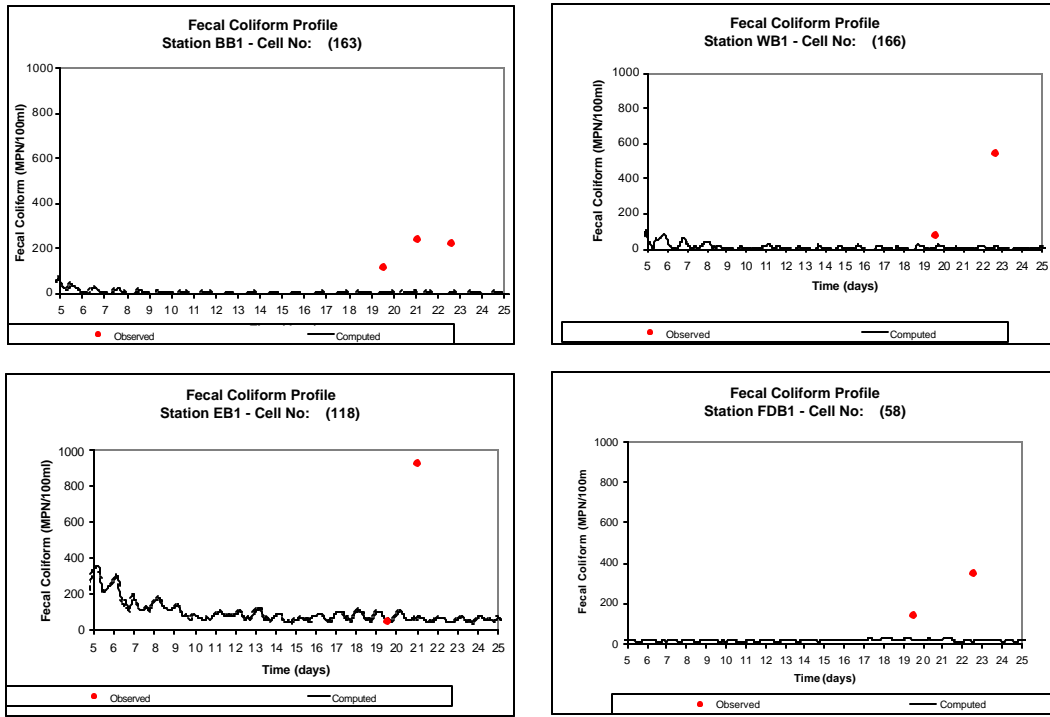 Fecal Coliform Profile
Station BB1 - Cell No: (163)
Fecal Coliform (MPN/100ml)
1000
800
600
400
200
0
5 6 7 8 9 10 11 12 13 14 15 16 17 18 19 20 21 22 23 24 25
Observed Computed
Fecal Coliform Profile
Station WB1 - Cell No: (166)
Fecal Coliform (MPN/100ml)
1000
800
600
400
200
0
5 6 7 8 9 10 11 12 13 14 15 16 17 18 19 20 21 22 23 24 25
Time (days)
Observed Computed
Fecal Coliform Profile
Station EB1 - Cell No: (118)
Fecal Coliform (MPN/100ml)
1000
800
600
400
200
0
5 6 7 8 9 10 11 12 13 14 15 16 17 18 19 20 21 22 23 24 25
Time (days)
Observed Computed
Fecal Coliform Profile
Station FDB1 - Cell No: (58)
Fecal Coliform (MPN/100m
1000
800
600
400
200
0
5 6 7 8 9 10 11 12 13 14 15 16 17 18 19 20 21 22 23 24 25
Time (days)
Observed Computed